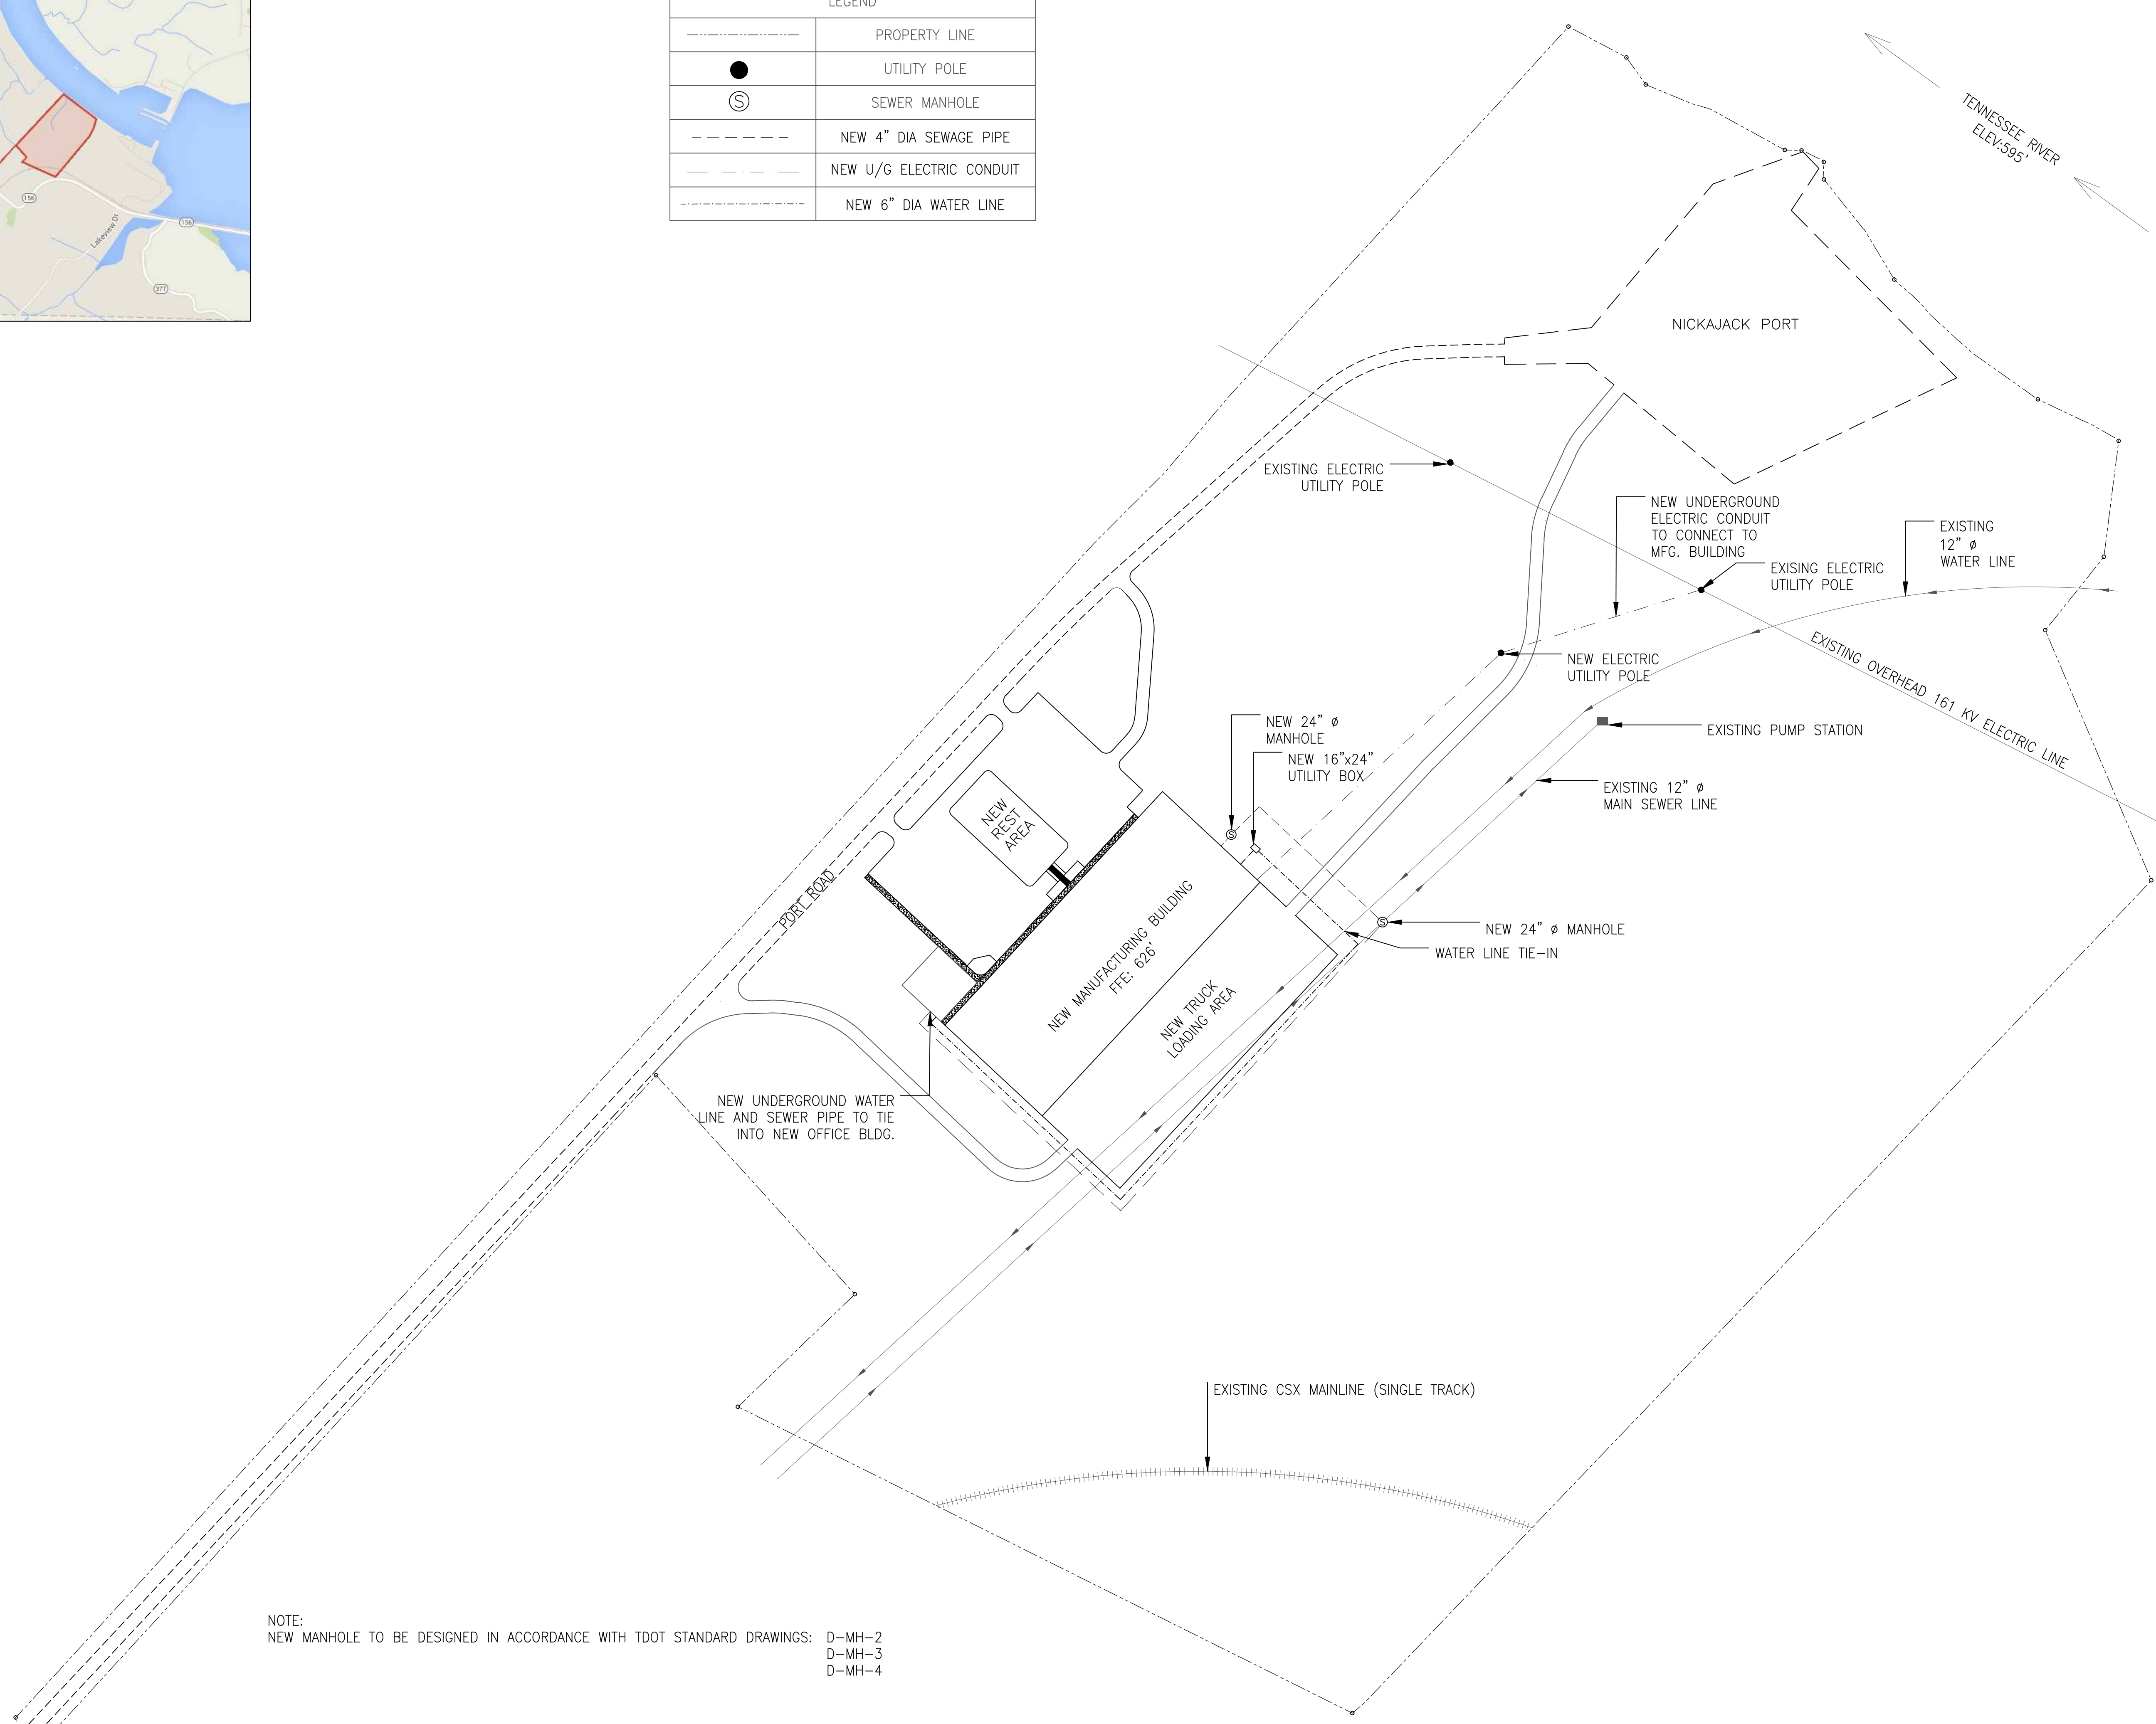 LEGEND
PROPERTY LINE
UTILITY POLE
S
SEWER MANHOLE
NEW 4” DIA SEWAGE PIPE
NEW U/G ELECTRIC CONDUIT
NEW 6” DIA WATER LINE
156
Lakeview Dr
156
377
TENNESSEE RIVER
ELEV:595'
NICKAJACK PORT
EXISTING ELECTRIC
UTILITY POLE
NEW UNDERGROUND
ELECTRIC CONDUIT
TO CONNECT TO
MFG. BUILDING
EXISTING
12” ø
WATER LINE
EXISING ELECTRIC
UTILITY POLE
EXISTING OVERHEAD 161 KV ELECTRIC LINE
NEW ELECTRIC
UTILITY POLE
NEW 24” ø
MANHOLE
NEW 16”x24”
UTILITY BOX
EXISTING PUMP STATION
EXISTING 12” ø
MAIN SEWER LINE
NEW
REST
AREA
S
PORT ROAD
NEW MANUFACTURING BUILDING
FFE: 626'
S
NEW 24” ø MANHOLE
WATER LINE TIE-IN
NEW TRUCK
LOADING AREA
NEW UNDERGROUND WATER
LINE AND SEWER PIPE TO TIE
INTO NEW OFFICE BLDG.
EXISTING CSX MAINLINE (SINGLE TRACK)
NOTE:
NEW MANHOLE TO BE DESIGNED IN ACCORDANCE WITH TDOT STANDARD DRAWINGS: D-MH-2
D-MH-3
D-MH-4